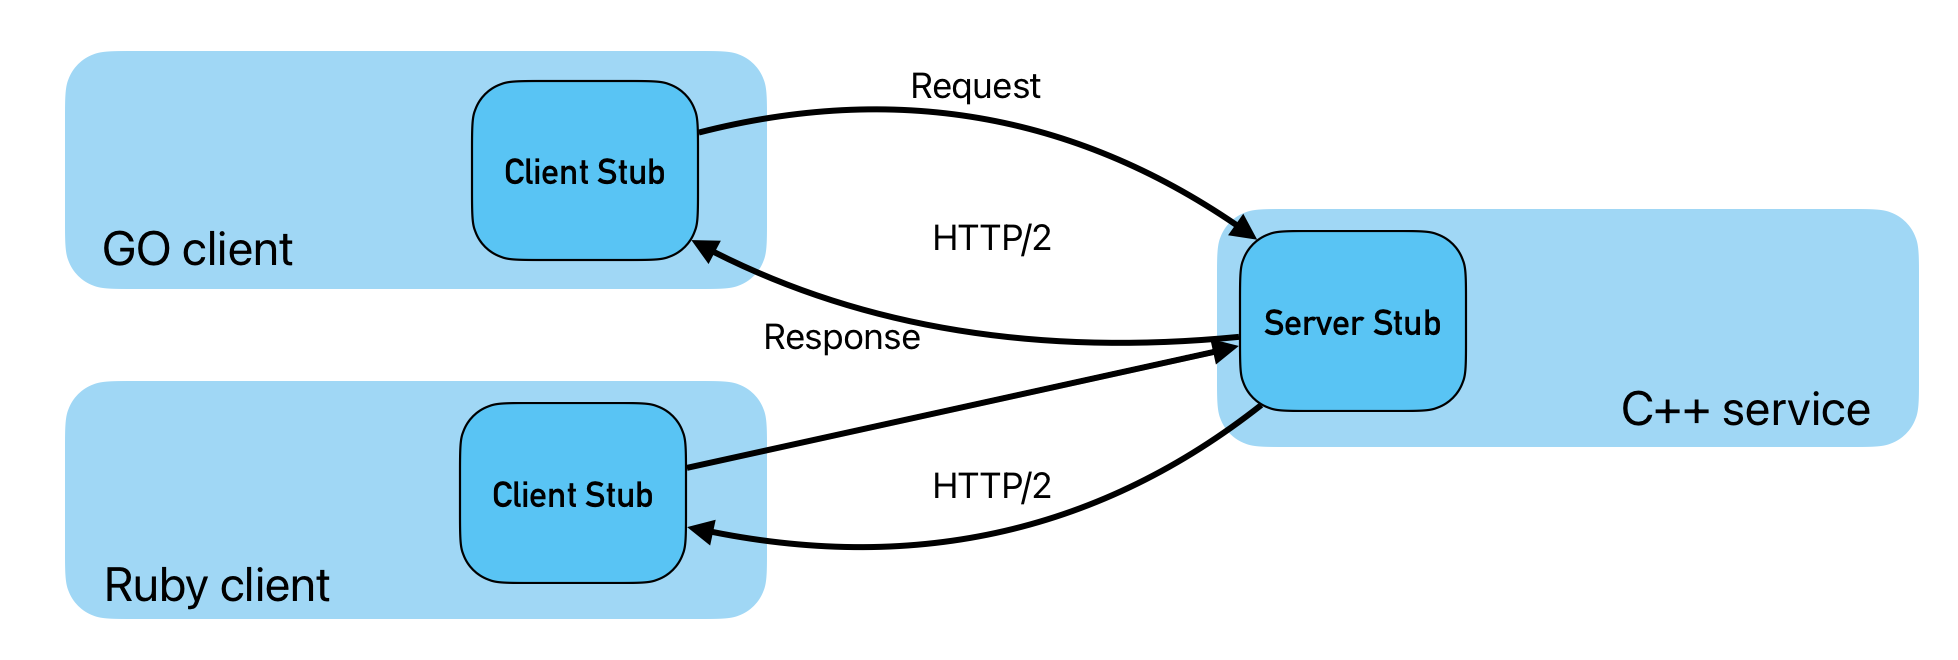 Request
Client Stub
GO client
HTTP/2
Response
Server Stub
C++ service
Client Stub
HTTP/2
Ruby client